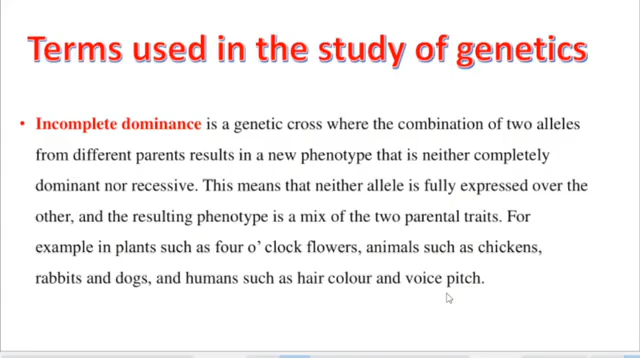 Terms used in the study of genetics
• Incomplete dominance is a genetic cross where the combination of two alleles
from different parents results in a new phenotype that is neither completely
dominant nor recessive. This means that neither allele is fully expressed over the
other, and the resulting phenotype is a mix of the two parental traits. For
example in plants such as four o’ clock flowers, animals such as chickens,
rabbits and dogs, and humans such as hair colour and voice pitch.